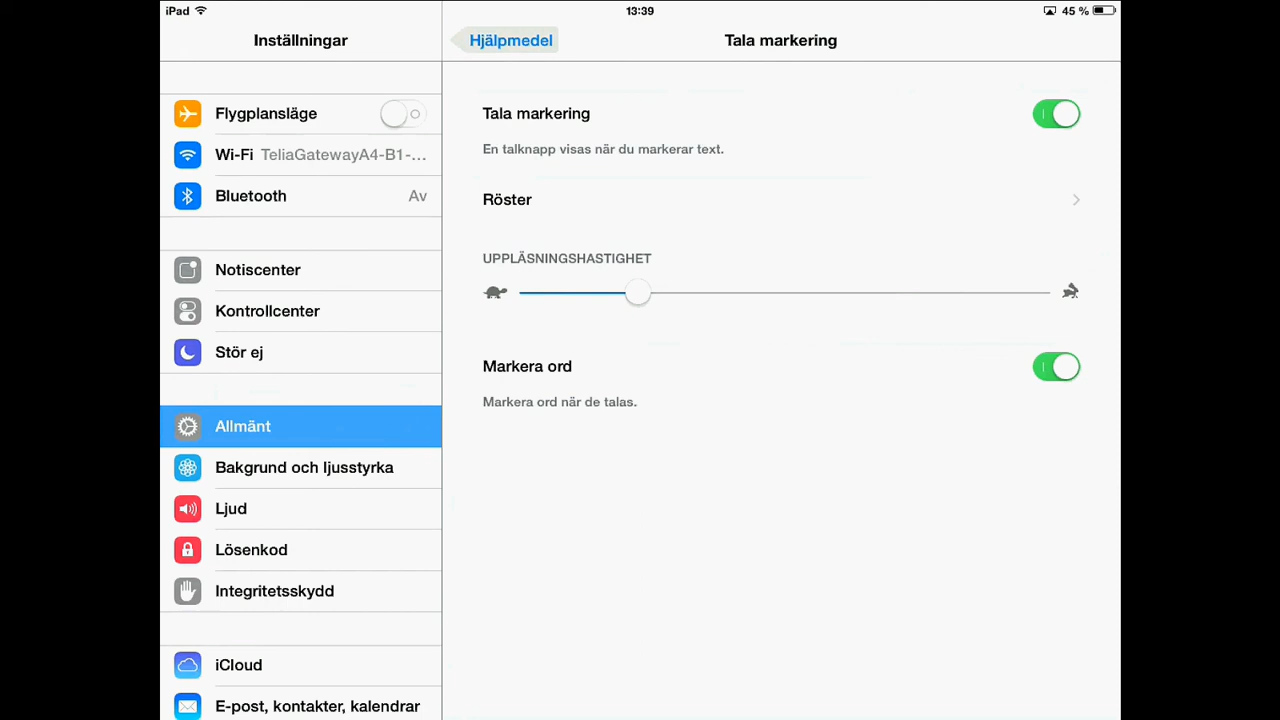 iPad
13:39
45 %
Inställningar
Hjälpmedel
Tala markering
Flygplansläge
Wi-Fi TeliaGatewayA4-B1-...
Bluetooth Av
Notiscenter
Kontrollcenter
Stör ej
Allmänt
Bakgrund och ljusstyrka
Ljud
Lösenkod
Integritetsskydd
iCloud
E-post, kontakter, kalendrar
Tala markering
En talknapp visas när du markerar text.
Röster
UPPLÄSNINGSHASTIGHET
Markera ord
Markera ord när de talas.